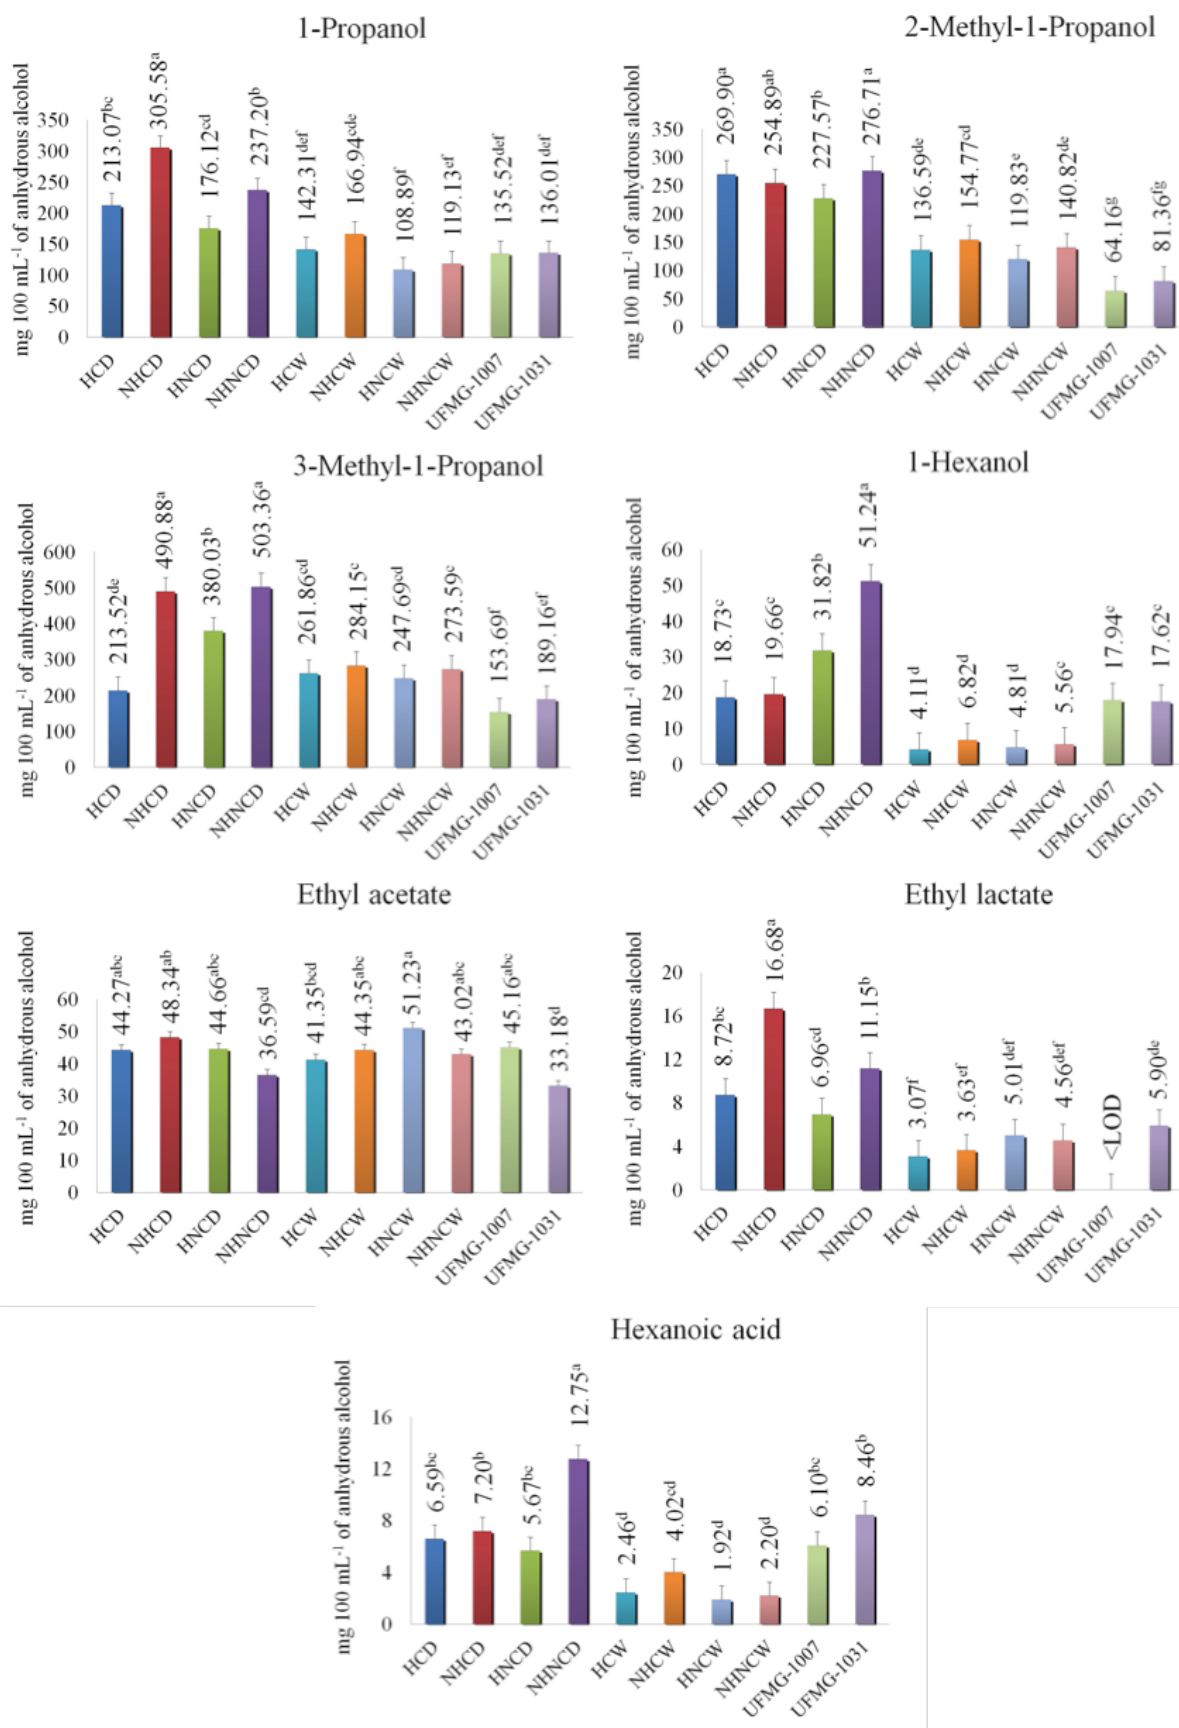 1-Propanol
mg 100 mL⁻¹ of anhydrous alcohol
350
300
250
200
150
100
50
0
213.07ᵇᶜ
305.58ᵃ
176.12ᶜᵈ
237.20ᵇ
142.31ᵈᵉᶠ
166.94ᶜᵈᵉ
108.89ᶠ
119.13ᵉᶠ
135.52ᵈᵉᶠ
136.01ᵈᵉᶠ
HCD
NHCD
HNCD
NHNCD
HCW
NHCW
HNCW
NHNCW
UFMG-1007
UFMG-1031
2-Methyl-1-Propanol
mg 100 mL⁻¹ of anhydrous alcohol
350
300
250
200
150
100
50
0
269.90ᵃ
254.89ᵃᵇ
227.57ᵇ
276.71ᵃ
136.59ᵈᵉ
154.77ᶜᵈ
119.83ᵉ
140.82ᵈᵉ
64.16ᵍ
81.36ᶠᵍ
HCD
NHCD
HNCD
NHNCD
HCW
NHCW
HNCW
NHNCW
UFMG-1007
UFMG-1031
3-Methyl-1-Propanol
mg 100 mL⁻¹ of anhydrous alcohol
600
500
400
300
200
100
0
213.52ᵈᵉ
490.88ᵃ
380.03ᵇ
503.36ᵃ
261.86ᶜᵈ
284.15ᶜ
247.69ᶜᵈ
273.59ᶜ
153.69ᶠ
189.16ᵉᶠ
HCD
NHCD
HNCD
NHNCD
HCW
NHCW
HNCW
NHNCW
UFMG-1007
UFMG-1031
1-Hexanol
mg 100 mL⁻¹ of anhydrous alcohol
60
50
40
30
20
10
0
18.73ᶜ
19.66ᶜ
31.82ᵇ
51.24ᵃ
4.11ᵈ
6.82ᵈ
4.81ᵈ
5.56ᶜ
17.94ᶜ
17.62ᶜ
HCD
NHCD
HNCD
NHNCD
HCW
NHCW
HNCW
NHNCW
UFMG-1007
UFMG-1031
Ethyl acetate
mg 100 mL⁻¹ of anhydrous alcohol
60
50
40
30
20
10
0
44.27ᵃᵇᶜ
48.34ᵃᵇ
44.66ᵃᵇᶜ
36.59ᶜᵈ
41.35ᵇᶜᵈ
44.35ᵃᵇᶜ
51.23ᵃ
43.02ᵃᵇᶜ
45.16ᵃᵇᶜ
33.18ᵈ
HCD
NHCD
HNCD
NHNCD
HCW
NHCW
HNCW
NHNCW
UFMG-1007
UFMG-1031
Ethyl lactate
mg 100 mL⁻¹ of anhydrous alcohol
20
16
12
8
4
0
8.72ᵇᶜ
16.68ᵃ
6.96ᶜᵈ
11.15ᵇ
3.07ᶠ
3.63ᵉᶠ
5.01ᵈᵉᶠ
4.56ᵈᵉᶠ
<LOD
5.90ᵈᵉ
HCD
NHCD
HNCD
NHNCD
HCW
NHCW
HNCW
NHNCW
UFMG-1007
UFMG-1031
Hexanoic acid
mg 100 mL⁻¹ of anhydrous alcohol
16
12
8
4
0
6.59ᵇᶜ
7.20ᵇ
5.67ᵇᶜ
12.75ᵃ
2.46ᵈ
4.02ᶜᵈ
1.92ᵈ
2.20ᵈ
6.10ᵇᶜ
8.46ᵇ
HCD
NHCD
HNCD
NHNCD
HCW
NHCW
HNCW
NHNCW
UFMG-1007
UFMG-1031